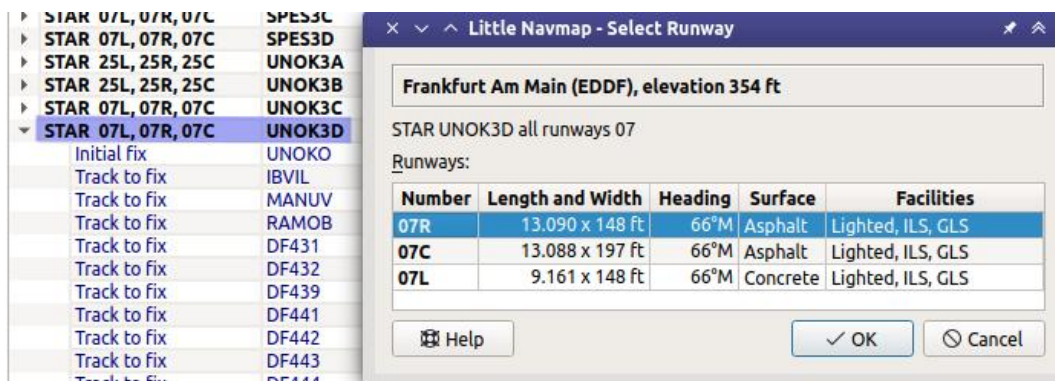 STAR 07L, 07R, 07C SPES3C
STAR 07L, 07R, 07C SPES3D
STAR 25L, 25R, 25C UNOK3A
STAR 25L, 25R, 25C UNOK3B
STAR 07L, 07R, 07C UNOK3C
STAR 07L, 07R, 07C UNOK3D
Initial fix UNOKO
Track to fix IBVIL
Track to fix MANUV
Track to fix RAMOB
Track to fix DF431
Track to fix DF432
Track to fix DF439
Track to fix DF441
Track to fix DF442
Track to fix DF443
Track to fix DF444
Little Navmap - Select Runway
Frankfurt Am Main (EDDF), elevation 354 ft
STAR UNOK3D all runways 07
Runways:
Number Length and Width Heading Surface Facilities
07R 13.090 x 148 ft 66°M Asphalt Lighted, ILS, GLS
07C 13.088 x 197 ft 66°M Asphalt Lighted, ILS, GLS
07L 9.161 x 148 ft 66°M Concrete Lighted, ILS, GLS
Help OK Cancel